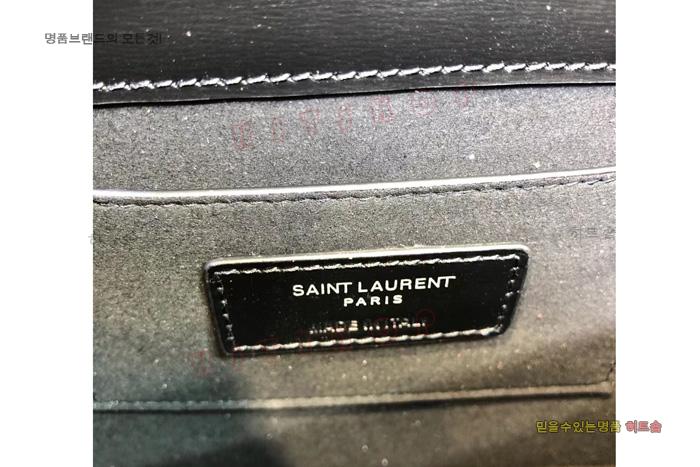 명품브랜드의 모든것!
SAINT LAURENT
PARIS
MADE IN ITALY
믿을수있는명품 히트숍